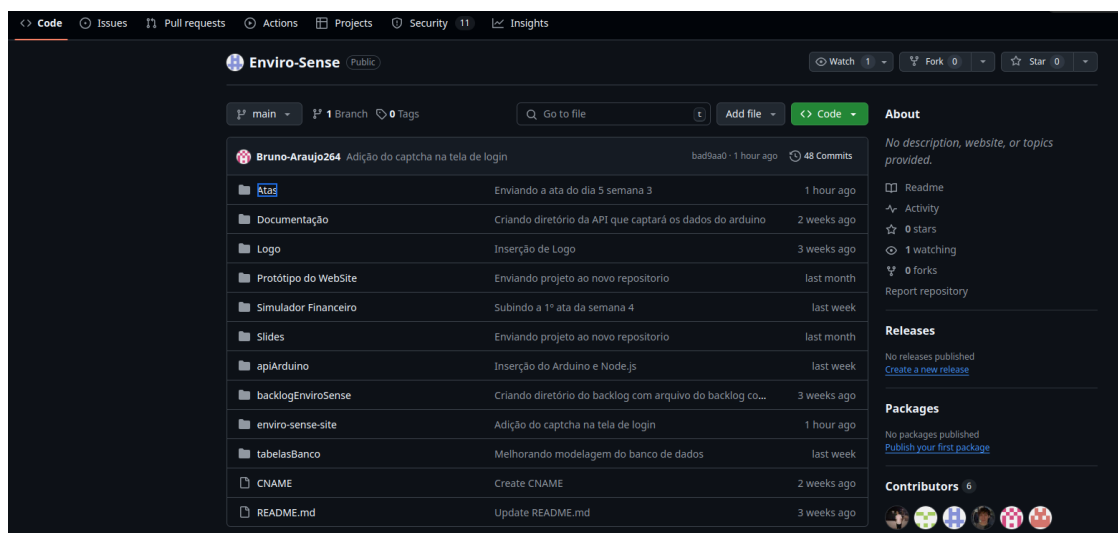 <> Code Issues Pull requests Actions Projects Security 11 Insights
Enviro-Sense Public Watch 1 Fork 0 Star 0
main 1 Branch 0 Tags Go to file t Add file <> Code
About
No description, website, or topics
provided.
Bruno-Araujo264 Adição do captcha na tela de login bad9aa0 · 1 hour ago 48 Commits
Atas Enviando a ata do dia 5 semana 3 1 hour ago
Documentação Criando diretório da API que captará os dados do arduino 2 weeks ago
Logo Inserção de Logo 3 weeks ago
Protótipo do WebSite Enviando projeto ao novo repositorio last month
Simulador Financeiro Subindo a 1º ata da semana 4 last week
Slides Enviando projeto ao novo repositorio last month
apiArduino Inserção do Arduino e Node.js last week
backlogEnviroSense Criando diretório do backlog com arquivo do backlog co... 3 weeks ago
enviro-sense-site Adição do captcha na tela de login 1 hour ago
tabelasBanco Melhorando modelagem do banco de dados last week
CNAME Create CNAME 2 weeks ago
README.md Update README.md 3 weeks ago
Readme
Activity
0 stars
1 watching
0 forks
Report repository
Releases
No releases published
Create a new release
Packages
No packages published
Publish your first package
Contributors 6